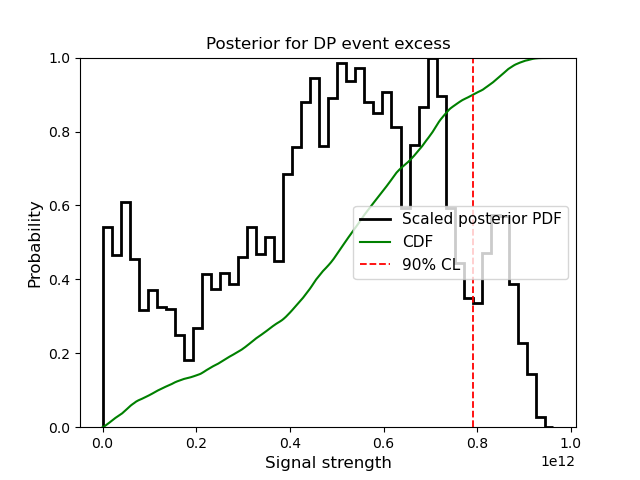 Posterior for DP event excess
1.0
0.8
0.6
0.4
0.2
0.0
Probability
Scaled posterior PDF
CDF
90% CL
0.0 0.2 0.4 0.6 0.8 1.0
1e12
Signal strength